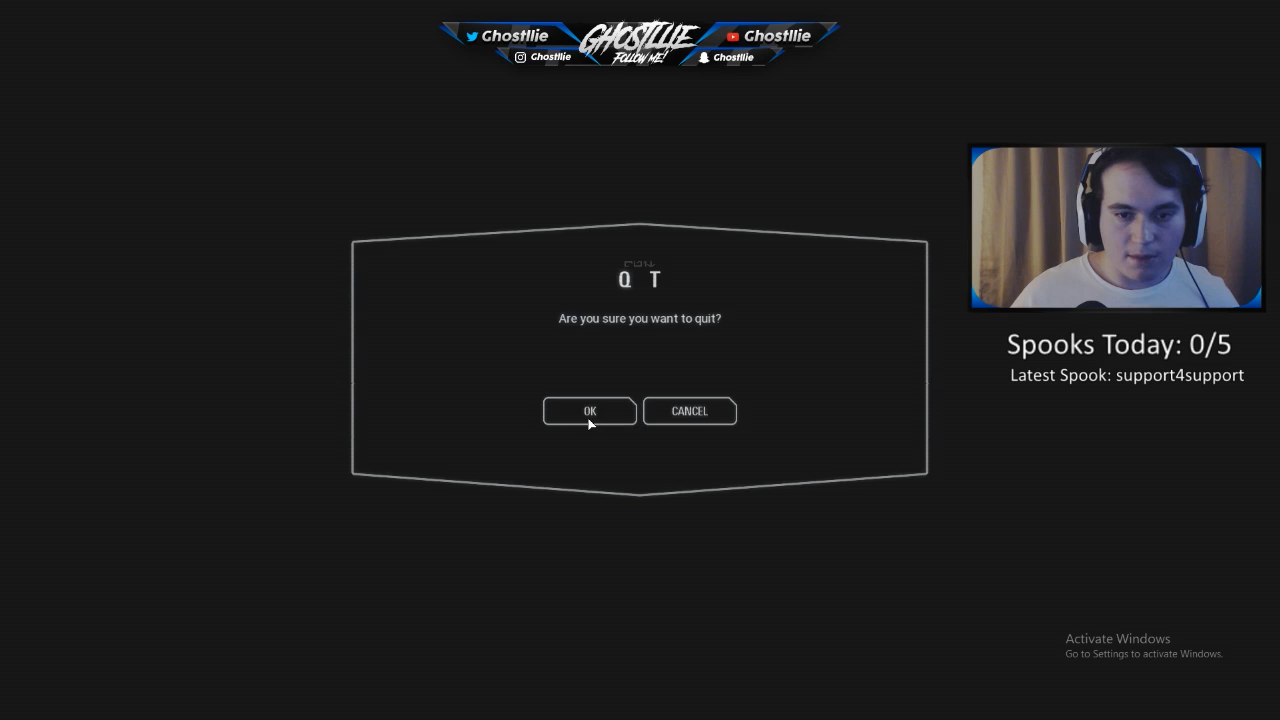 Ghostllie
GHOSTLLIE
Ghostllie
Ghostllie
FOLLOW ME!
Ghostllie
Q T
Are you sure you want to quit?
OK
CANCEL
Spooks Today: 0/5
Latest Spook: support4support
Activate Windows
Go to Settings to activate Windows.